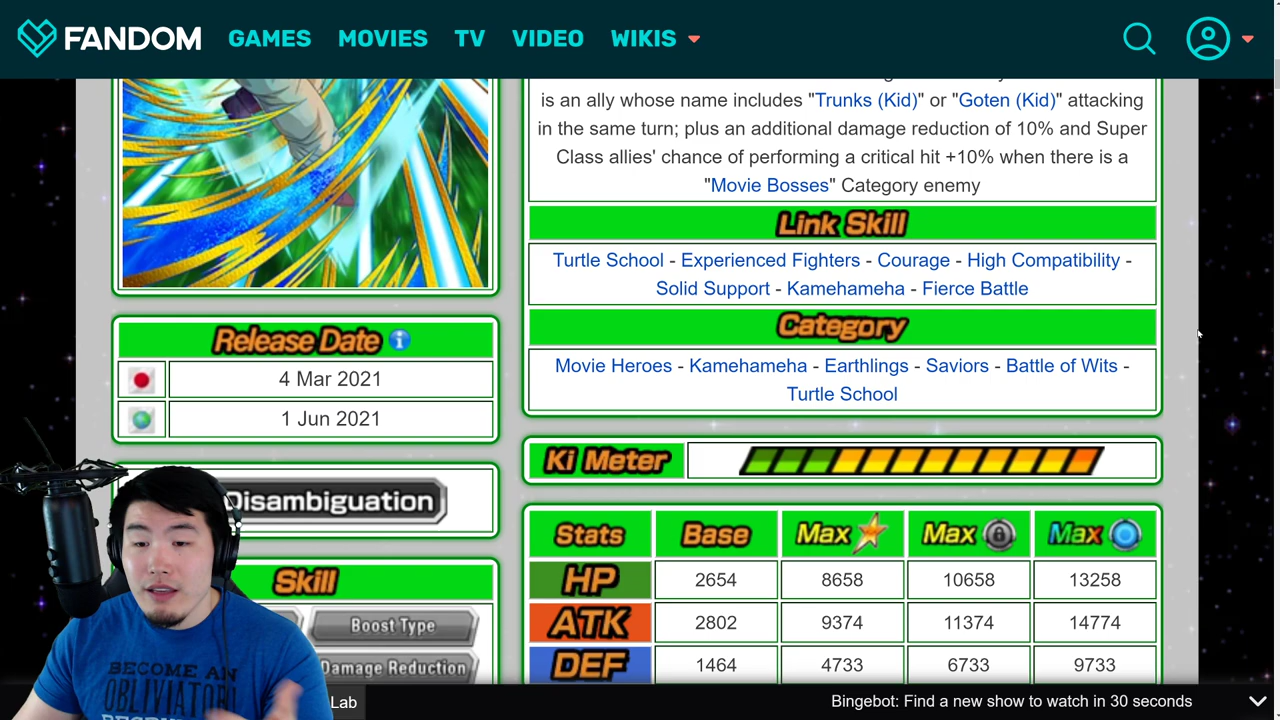 FANDOM GAMES MOVIES TV VIDEO WIKIS
is an ally whose name includes "Trunks (Kid)" or "Goten (Kid)" attacking
in the same turn; plus an additional damage reduction of 10% and Super
Class allies' chance of performing a critical hit +10% when there is a
"Movie Bosses" Category enemy
Link Skill
Turtle School - Experienced Fighters - Courage - High Compatibility -
Solid Support - Kamehameha - Fierce Battle
Category
Movie Heroes - Kamehameha - Earthlings - Saviors - Battle of Wits -
Turtle School
Release Date
4 Mar 2021
1 Jun 2021
Ki Meter
Disambiguation
Stats Base Max Max Max
HP 2654 8658 10658 13258
ATK 2802 9374 11374 14774
DEF 1464 4733 6733 9733
Skill
Boost Type
Damage Reduction
BECOME AN
OBLIVIATOR
Lab
Bingebot: Find a new show to watch in 30 seconds